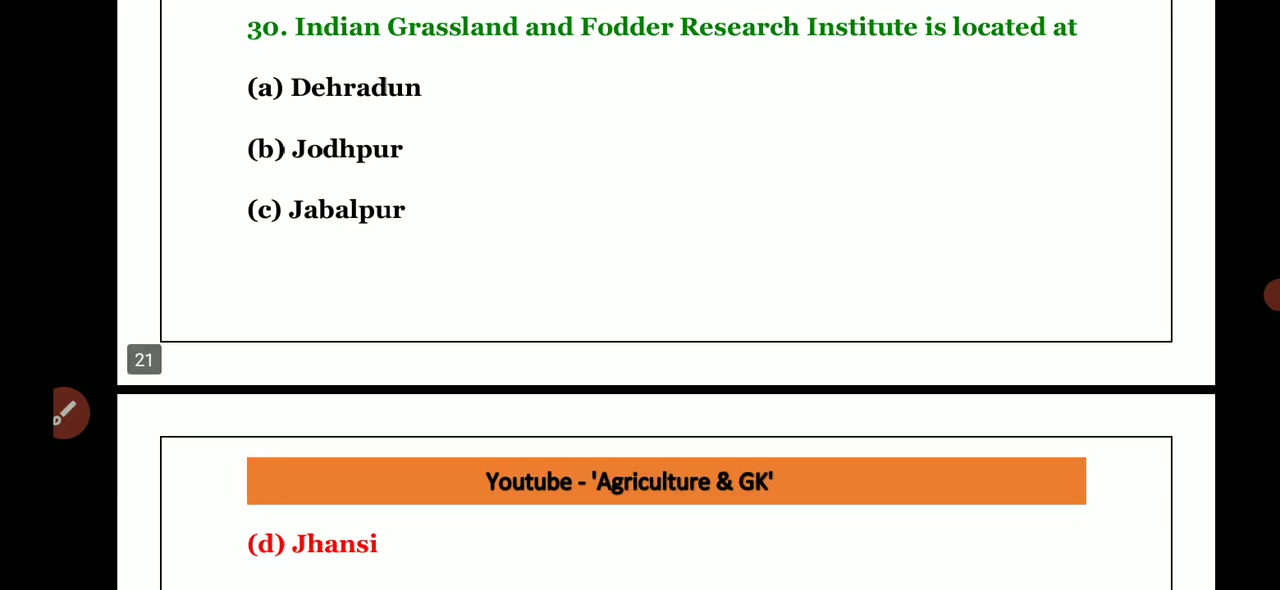 30. Indian Grassland and Fodder Research Institute is located at
(a) Dehradun
(b) Jodhpur
(c) Jabalpur
21
Youtube - 'Agriculture & GK'
(d) Jhansi